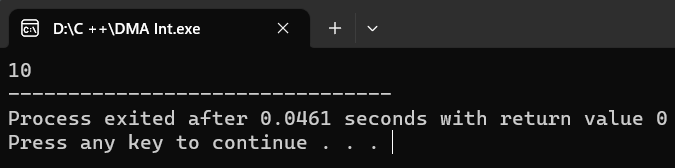 D:\C ++\DMA Int.exe
10
--------------------------------
Process exited after 0.0461 seconds with return value 0
Press any key to continue . . .